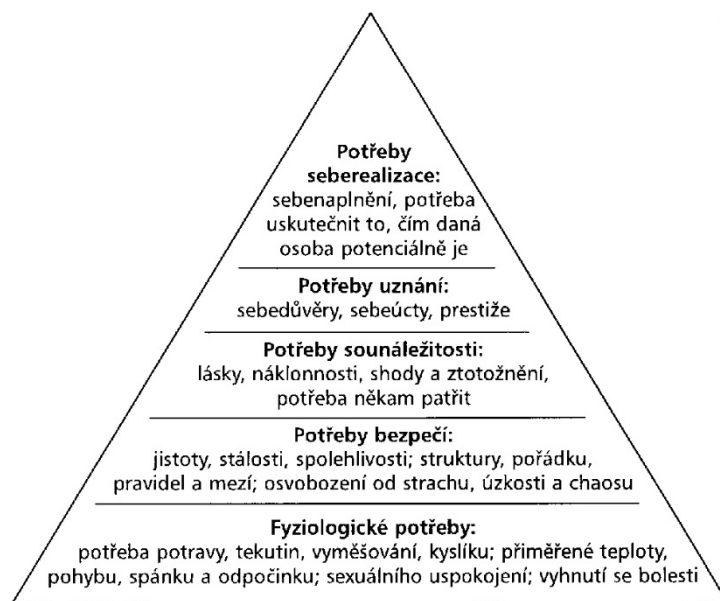 Potřeby
seberealizace:
sebenaplnění, potřeba
uskutečnit to, čím daná
osoba potenciálně je
Potřeby uznání:
sebedůvěry, sebeúcty, prestiže
Potřeby sounáležitosti:
lásky, náklonnosti, shody a ztotožnění,
potřeba někam patřit
Potřeby bezpečí:
jistoty, stálosti, spolehlivosti; struktury, pořádku,
pravidel a mezí; osvobození od strachu, úzkosti a chaosu
Fyziologické potřeby:
potřeba potravy, tekutin, vyměšování, kyslíku; přiměřené teploty,
pohybu, spánku a odpočinku; sexuálního uspokojení; vyhnutí se bolesti